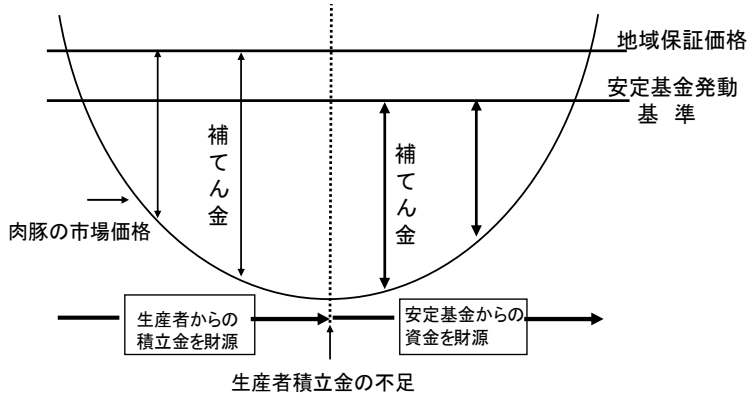 地域保証価格
安定基金発動
基　準
補てん金
補てん金
肉豚の市場価格
生産者からの
積立金を財源
安定基金からの
資金を財源
生産者積立金の不足